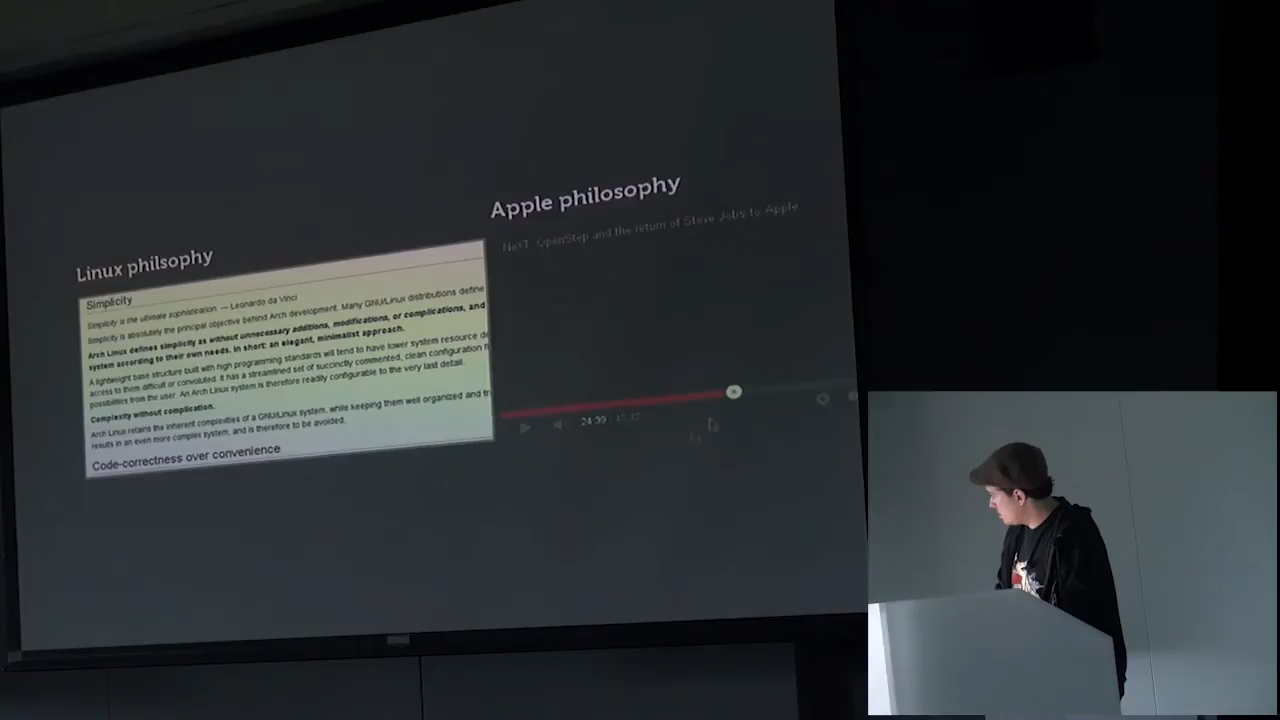 Linux philsophy
Simplicity
Simplicity is the ultimate sophistication. — Leonardo da Vinci
Simplicity is absolutely the principal objective behind Arch development. Many GNU/Linux distributions define
Arch Linux defines simplicity as without unnecessary additions, modifications, or complications, and
system according to their own needs. In short: an elegant, minimalist approach.
A lightweight base structure built with high programming standards will tend to have lower system resource
access to them difficult or convoluted. It has a streamlined set of succinctly commented, clean configuration
possibilities from the user. An Arch Linux system is therefore readily configurable to the very last detail.
Complexity without complication.
Arch Linux retains the inherent complexities of a GNU/Linux system, while keeping them well organized and
results in an even more complex system, and is therefore to be avoided.
Code-correctness over convenience
Apple philosophy
NeXT, OpenStep and the return of Steve Jobs to Apple
24:39